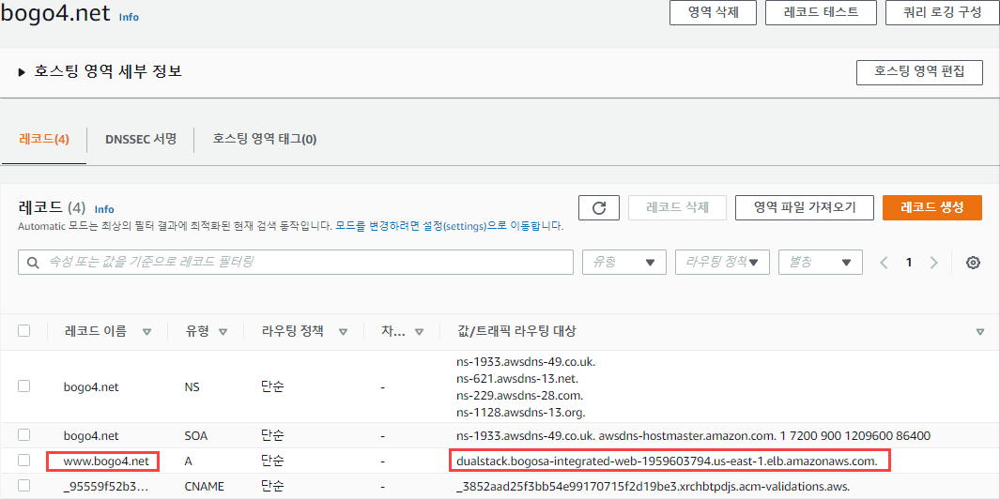 bogo4.net Info
영역 삭제 레코드 테스트 쿼리 로깅 구성
▶ 호스팅 영역 세부 정보
호스팅 영역 편집
레코드(4) DNSSEC 서명 호스팅 영역 태그(0)
레코드 (4) Info
레코드 삭제 영역 파일 가져오기 레코드 생성
Automatic 모드는 최상의 필터 결과에 최적화된 현재 검색 동작입니다. 모드를 변경하려면 설정(settings)으로 이동합니다.
속성 또는 값을 기준으로 레코드 필터링 유형 라우팅 정책 별칭 1
레코드 이름 유형 라우팅 정책 차... 값/트래픽 라우팅 대상
ns-1933.awsdns-49.co.uk.
ns-621.awsdns-13.net.
bogo4.net NS 단순 -
ns-229.awsdns-28.com.
ns-1128.awsdns-13.org.
bogo4.net SOA 단순 - ns-1933.awsdns-49.co.uk. awsdns-hostmaster.amazon.com. 1 7200 900 1209600 86400
www.bogo4.net A 단순 - dualstack.bogosa-integrated-web-1959603794.us-east-1.elb.amazonaws.com.
_95559f52b3... CNAME 단순 - _3852aad25f3bb54e99170715f2d19be3.xrchbtpdjs.acm-validations.aws.